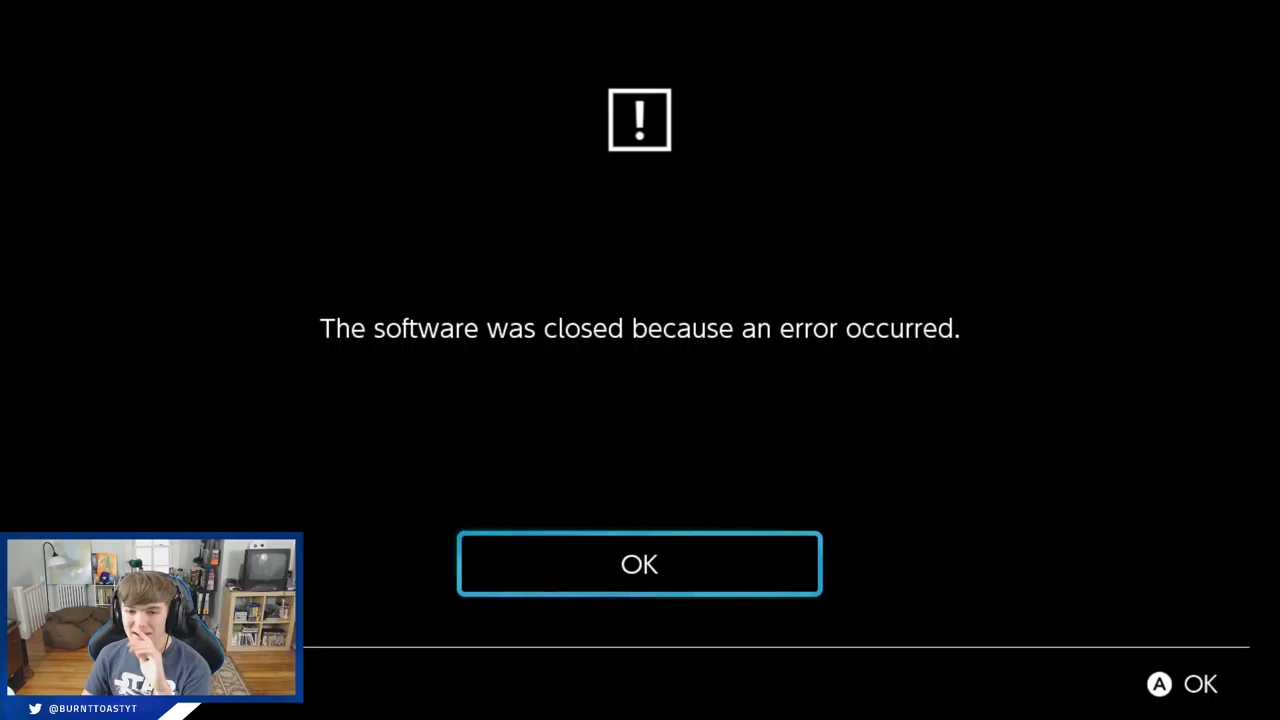 !
The software was closed because an error occurred.
OK
A OK
@BURNTTOASTYT